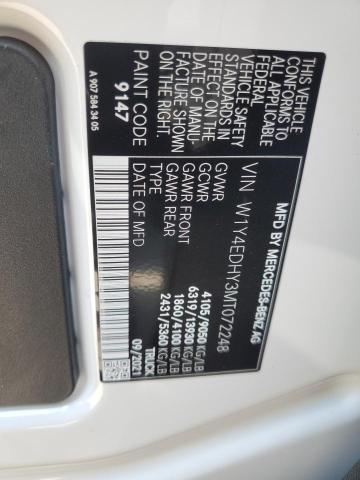 MFD BY MERCEDES-BENZ AG
VIN W1Y4EDHY3MT072248
GVWR 4105/9050 KG/LB
GCWR 6319/13930 KG/LB
GAWR FRONT 1860/4100 KG/LB
GAWR REAR 2431/5360 KG/LB
TYPE TRUCK
DATE OF MFD 09/2021
THIS VEHICLE
CONFORMS TO
ALL APPLICABLE
FEDERAL
VEHICLE SAFETY
STANDARDS IN
EFFECT ON THE
DATE OF MANU-
FACTURE SHOWN
ON THE RIGHT.
PAINT CODE
9147
A 907 584 34 05